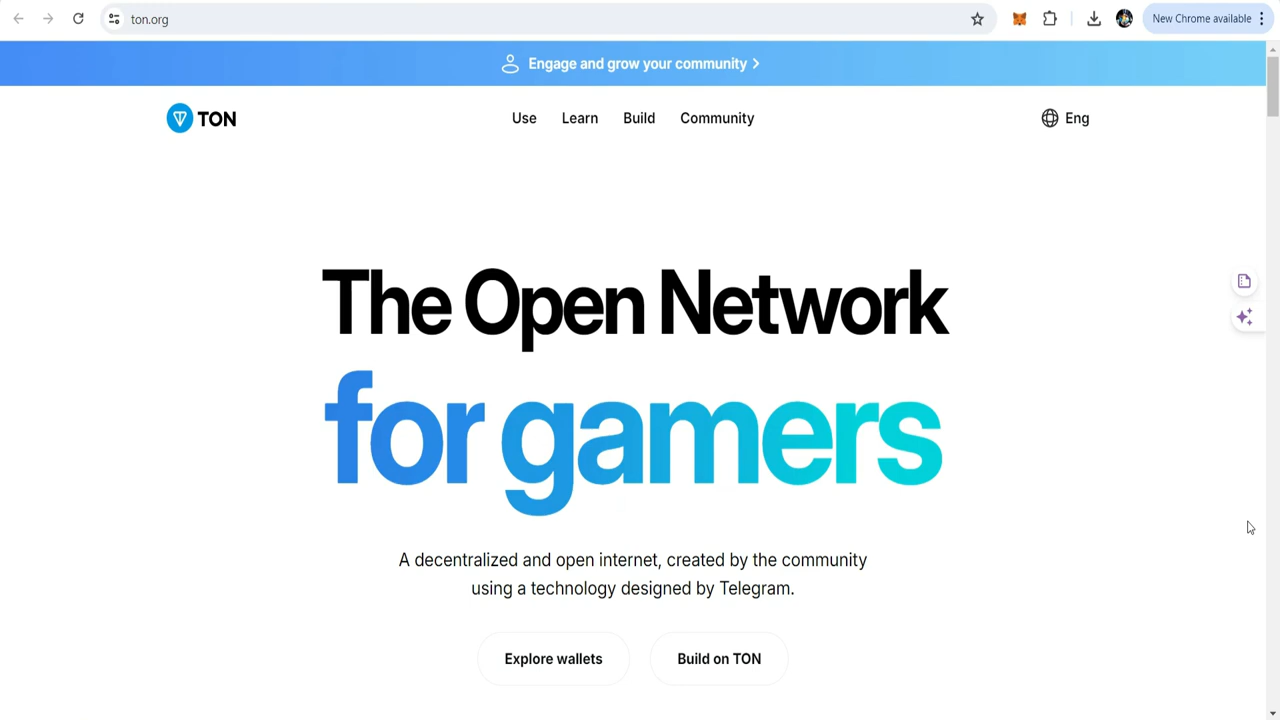 ton.org
New Chrome available
Engage and grow your community
TON
Use
Learn
Build
Community
Eng
The Open Network
for gamers
A decentralized and open internet, created by the community
using a technology designed by Telegram.
Explore wallets
Build on TON